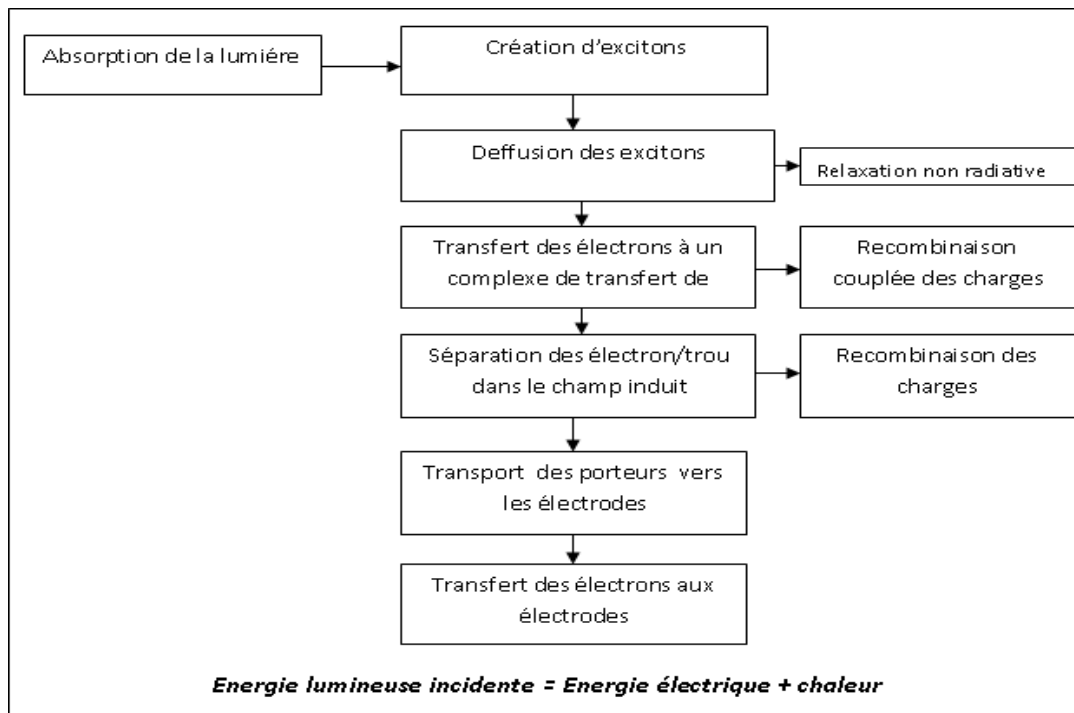 Absorption de la lumiére
Création d’excitons
Deffusion des excitons
Relaxation non radiative
Transfert des électrons à un
complexe de transfert de
Recombinaison
couplée des charges
Séparation des électron/trou
dans le champ induit
Recombinaison des
charges
Transport des porteurs vers
les électrodes
Transfert des électrons aux
électrodes
Energie lumineuse incidente = Energie électrique + chaleur